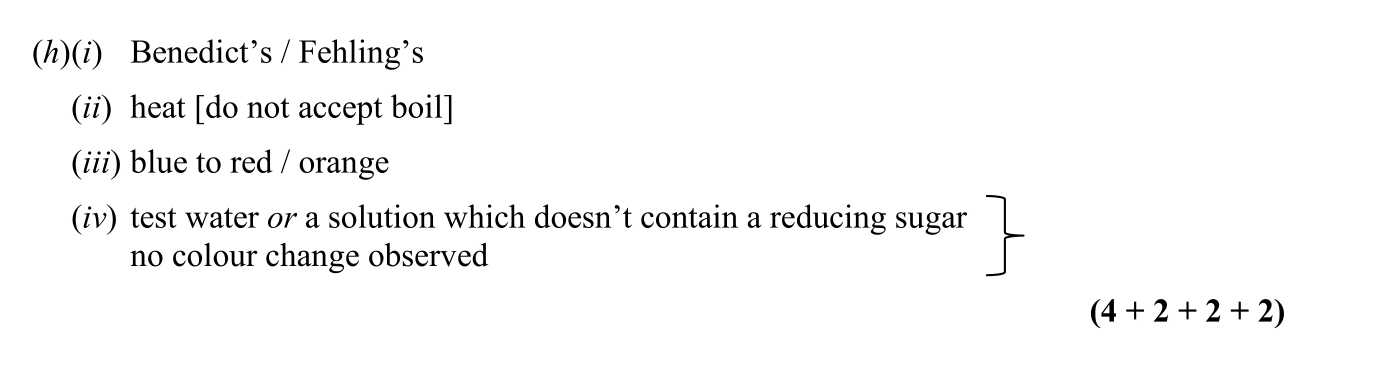 (h)(i) Benedict’s / Fehling’s
(ii) heat [do not accept boil]
(iii) blue to red / orange
(iv) test water or a solution which doesn’t contain a reducing sugar
no colour change observed
(4 + 2 + 2 + 2)